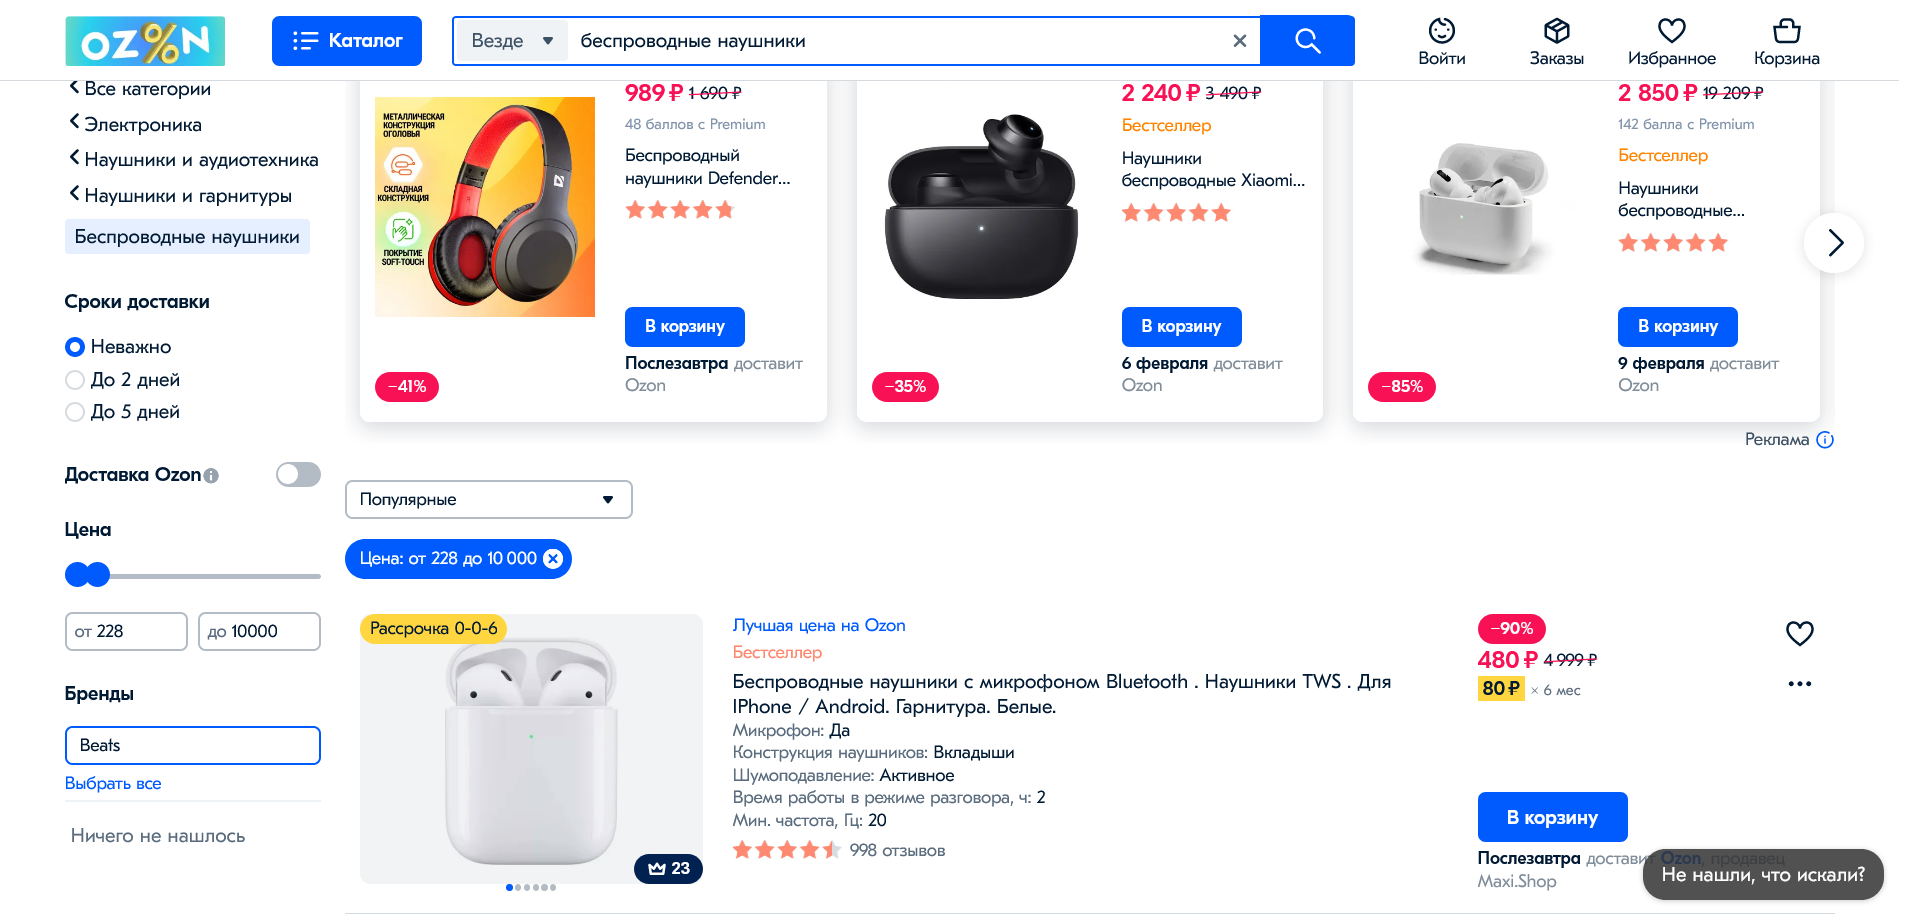 OZ%N
Каталог
Везде
беспроводные наушники
Войти
Заказы
Избранное
Корзина
Все категории
Электроника
Наушники и аудиотехника
Наушники и гарнитуры
Беспроводные наушники
Сроки доставки
Неважно
До 2 дней
До 5 дней
Доставка Ozon
Цена
от 228
до 10000
Бренды
Beats
Выбрать все
Ничего не нашлось
МЕТАЛЛИЧЕСКАЯ
КОНСТРУКЦИЯ
ОГОЛОВЬЯ
СКЛАДНАЯ
КОНСТРУКЦИЯ
ПОКРЫТИЕ
SOFT-TOUCH
−41%
989 ₽ 1 690 ₽
48 баллов с Premium
Беспроводный
наушники Defender...
В корзину
Послезавтра доставит
Ozon
−35%
2 240 ₽ 3 490 ₽
Бестселлер
Наушники
беспроводные Xiaomi...
В корзину
6 февраля доставит
Ozon
−85%
2 850 ₽ 19 209 ₽
142 балла с Premium
Бестселлер
Наушники
беспроводные...
В корзину
9 февраля доставит
Ozon
Реклама
Популярные
Цена: от 228 до 10 000
Рассрочка 0-0-6
23
Лучшая цена на Ozon
Бестселлер
Беспроводные наушники с микрофоном Bluetooth . Наушники TWS . Для
IPhone / Android. Гарнитура. Белые.
Микрофон: Да
Конструкция наушников: Вкладыши
Шумоподавление: Активное
Время работы в режиме разговора, ч: 2
Мин. частота, Гц: 20
998 отзывов
−90%
480 ₽ 4 999 ₽
80 ₽ × 6 мес
В корзину
Послезавтра доставит Ozon, продавец
Maxi.Shop
Не нашли, что искали?